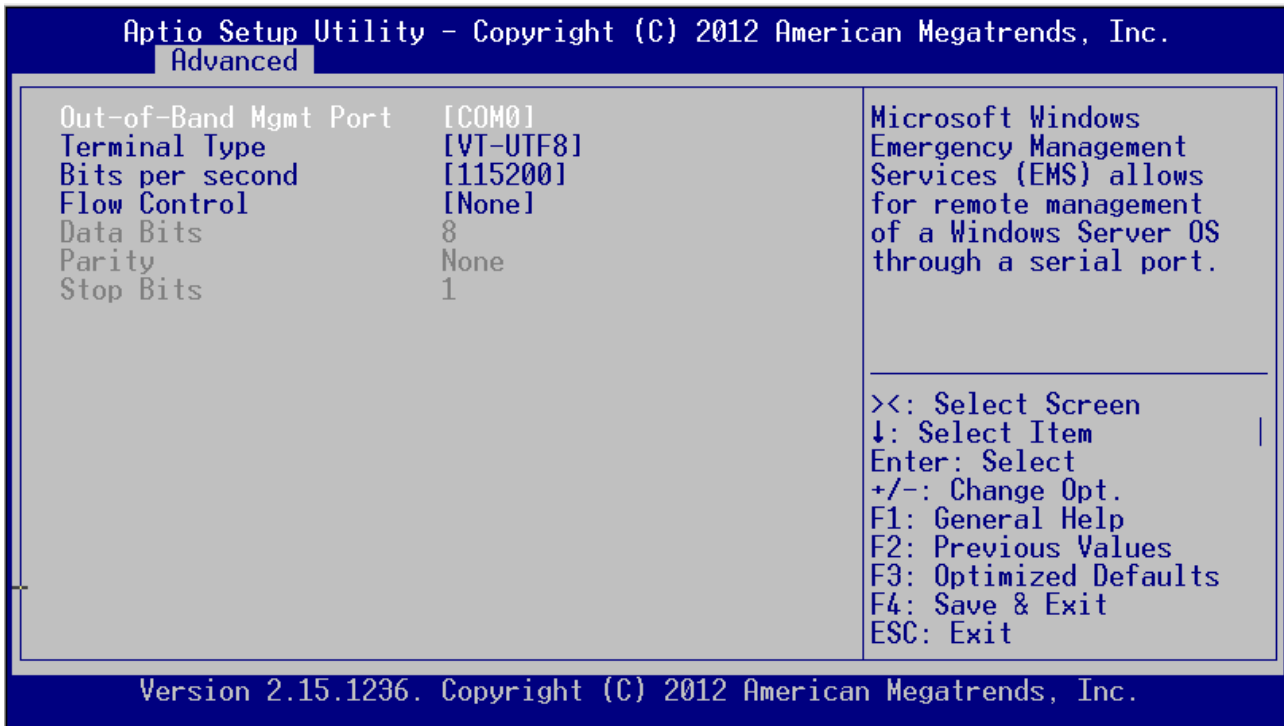 Aptio Setup Utility - Copyright (C) 2012 American Megatrends, Inc.
Advanced
Out-of-Band Mgmt Port [COM0]
Terminal Type [VT-UTF8]
Bits per second [115200]
Flow Control [None]
Data Bits 8
Parity None
Stop Bits 1
Microsoft Windows
Emergency Management
Services (EMS) allows
for remote management
of a Windows Server OS
through a serial port.
><: Select Screen
↓: Select Item
Enter: Select
+/-: Change Opt.
F1: General Help
F2: Previous Values
F3: Optimized Defaults
F4: Save & Exit
ESC: Exit
Version 2.15.1236. Copyright (C) 2012 American Megatrends, Inc.